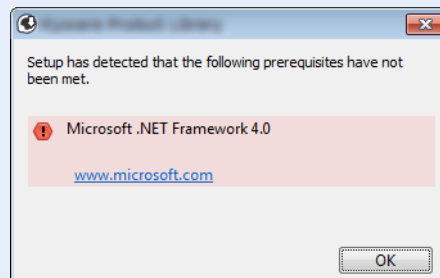 Setup has detected that the following prerequisites have not
been met.
Microsoft .NET Framework 4.0
www.microsoft.com
OK